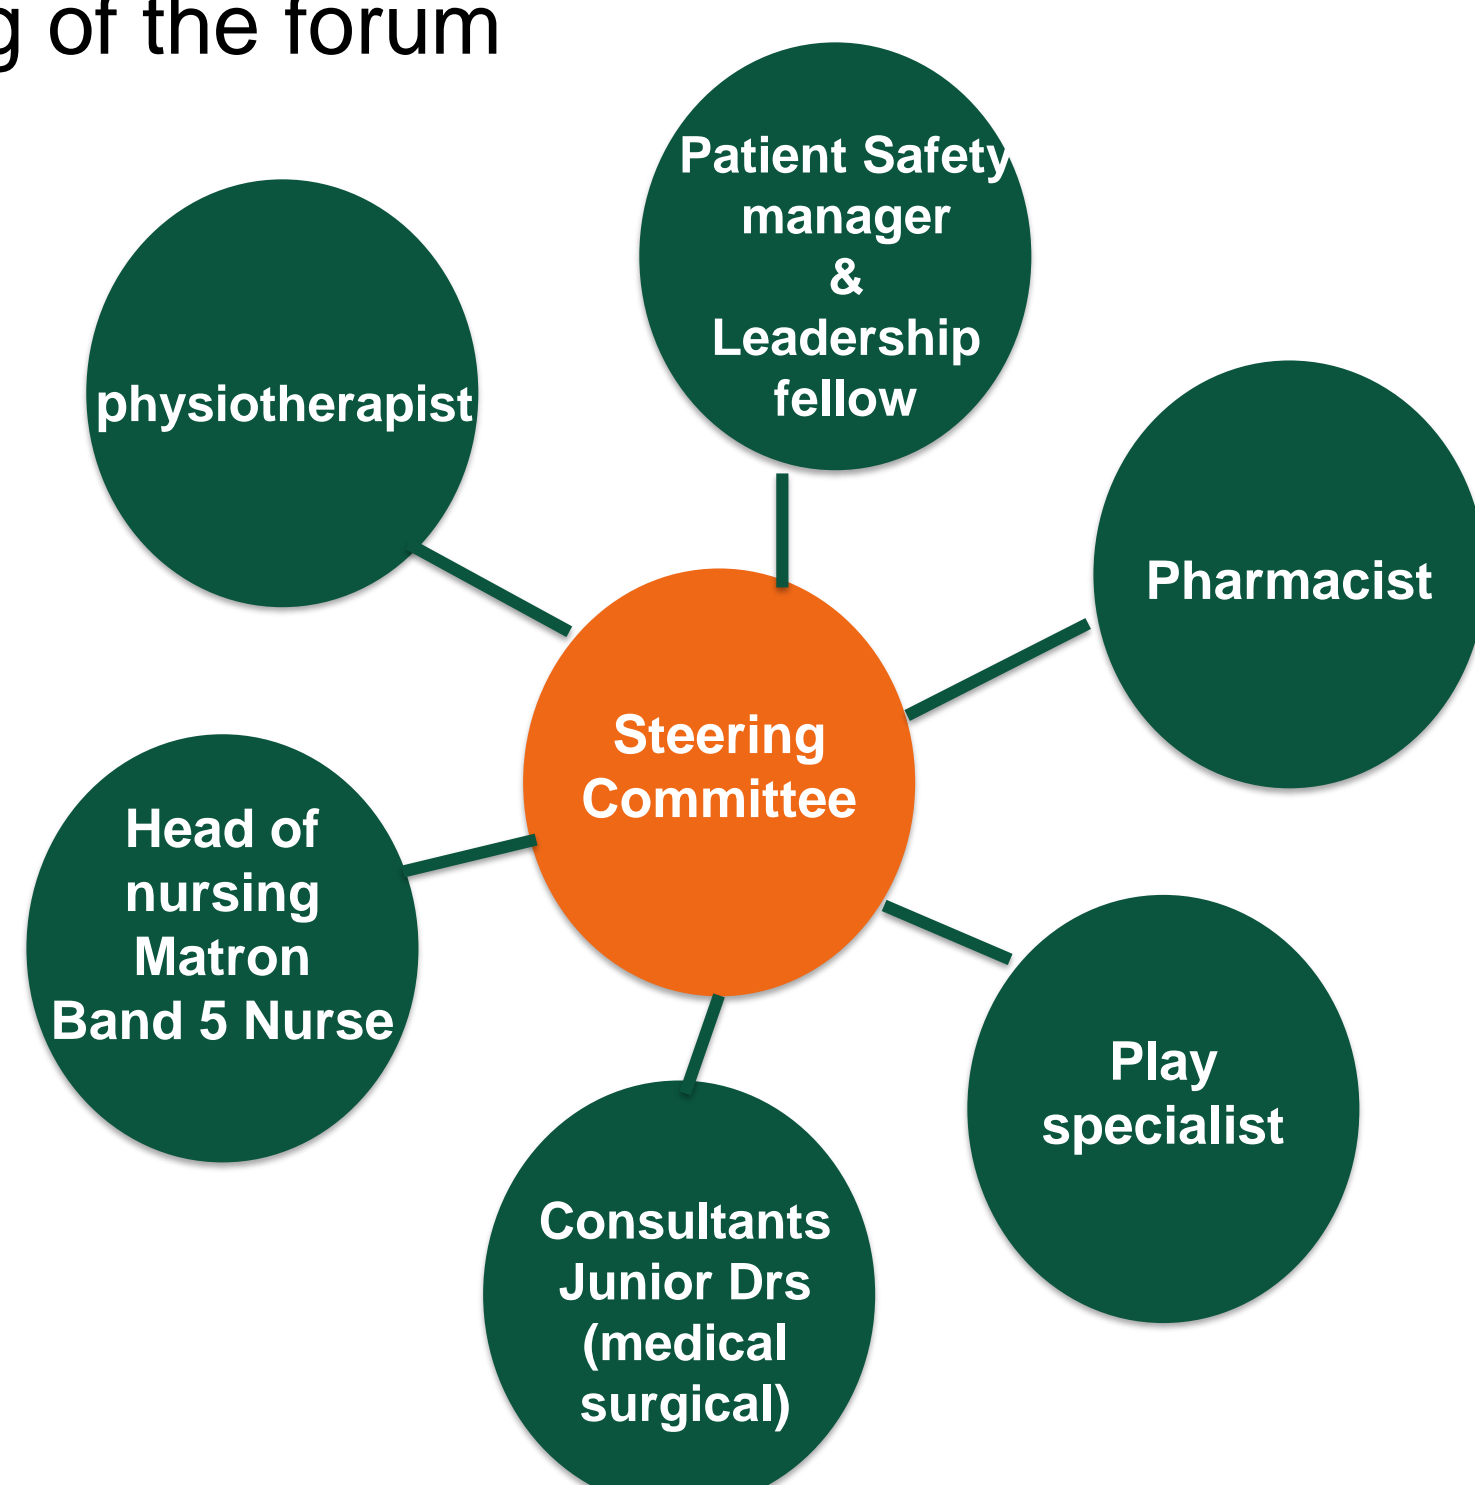 g of the forum
Patient Safety
manager
&
Leadership
fellow
physiotherapist
Pharmacist
Steering
Committee
Head of
nursing
Matron
Band 5 Nurse
Play
specialist
Consultants
Junior Drs
(medical
surgical)